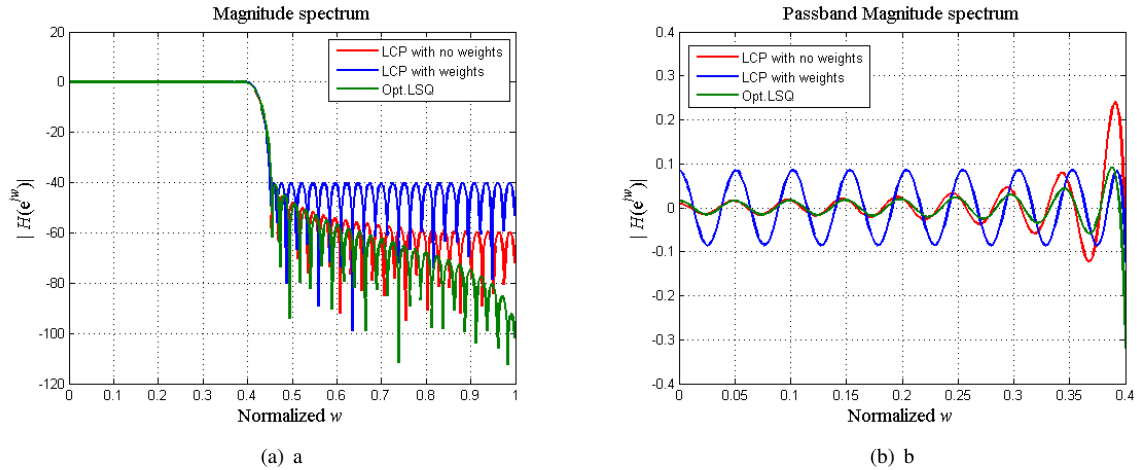 Magnitude spectrum
20
0
-20
-40
-60
-80
-100
-120
| H(e^jw)|
LCP with no weights
LCP with weights
Opt.LSQ
0 0.1 0.2 0.3 0.4 0.5 0.6 0.7 0.8 0.9 1
Normalized w
(a) a
Passband Magnitude spectrum
0.4
0.3
0.2
0.1
0
-0.1
-0.2
-0.3
-0.4
| H(e^jw)|
LCP with no weights
LCP with weights
Opt.LSQ
0 0.05 0.1 0.15 0.2 0.25 0.3 0.35 0.4
Normalized w
(b) b